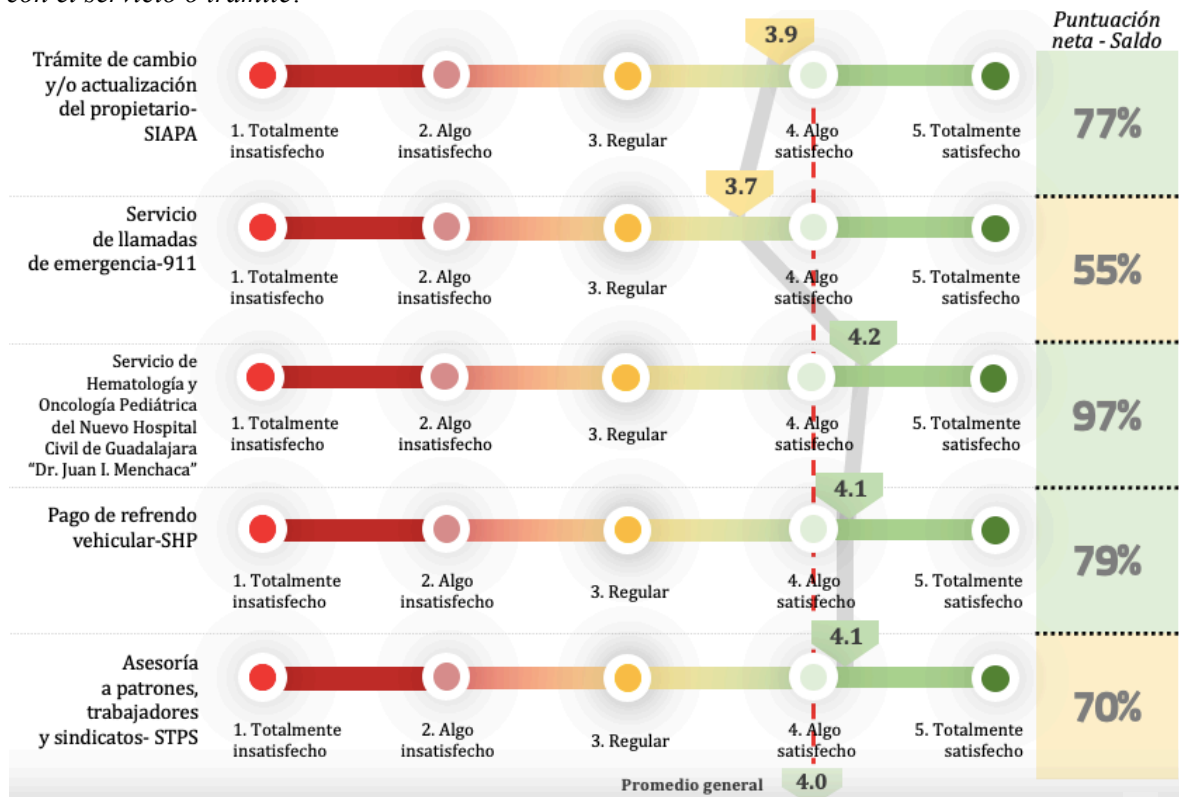 con el servicio o trámite?
Puntuación
neta - Saldo
Trámite de cambio
y/o actualización
del propietario-
SIAPA
3.9
1. Totalmente
insatisfecho
2. Algo
insatisfecho
3. Regular
4. Algo
satisfecho
5. Totalmente
satisfecho
77%
Servicio
de llamadas
de emergencia-911
3.7
1. Totalmente
insatisfecho
2. Algo
insatisfecho
3. Regular
4. Algo
satisfecho
5. Totalmente
satisfecho
55%
Servicio de
Hematología y
Oncología Pediátrica
del Nuevo Hospital
Civil de Guadalajara
“Dr. Juan I. Menchaca”
4.2
1. Totalmente
insatisfecho
2. Algo
insatisfecho
3. Regular
4. Algo
satisfecho
5. Totalmente
satisfecho
97%
Pago de refrendo
vehicular-SHP
4.1
1. Totalmente
insatisfecho
2. Algo
insatisfecho
3. Regular
4. Algo
satisfecho
5. Totalmente
satisfecho
79%
Asesoría
a patrones,
trabajadores
y sindicatos- STPS
4.1
1. Totalmente
insatisfecho
2. Algo
insatisfecho
3. Regular
4. Algo
satisfecho
5. Totalmente
satisfecho
70%
Promedio general
4.0